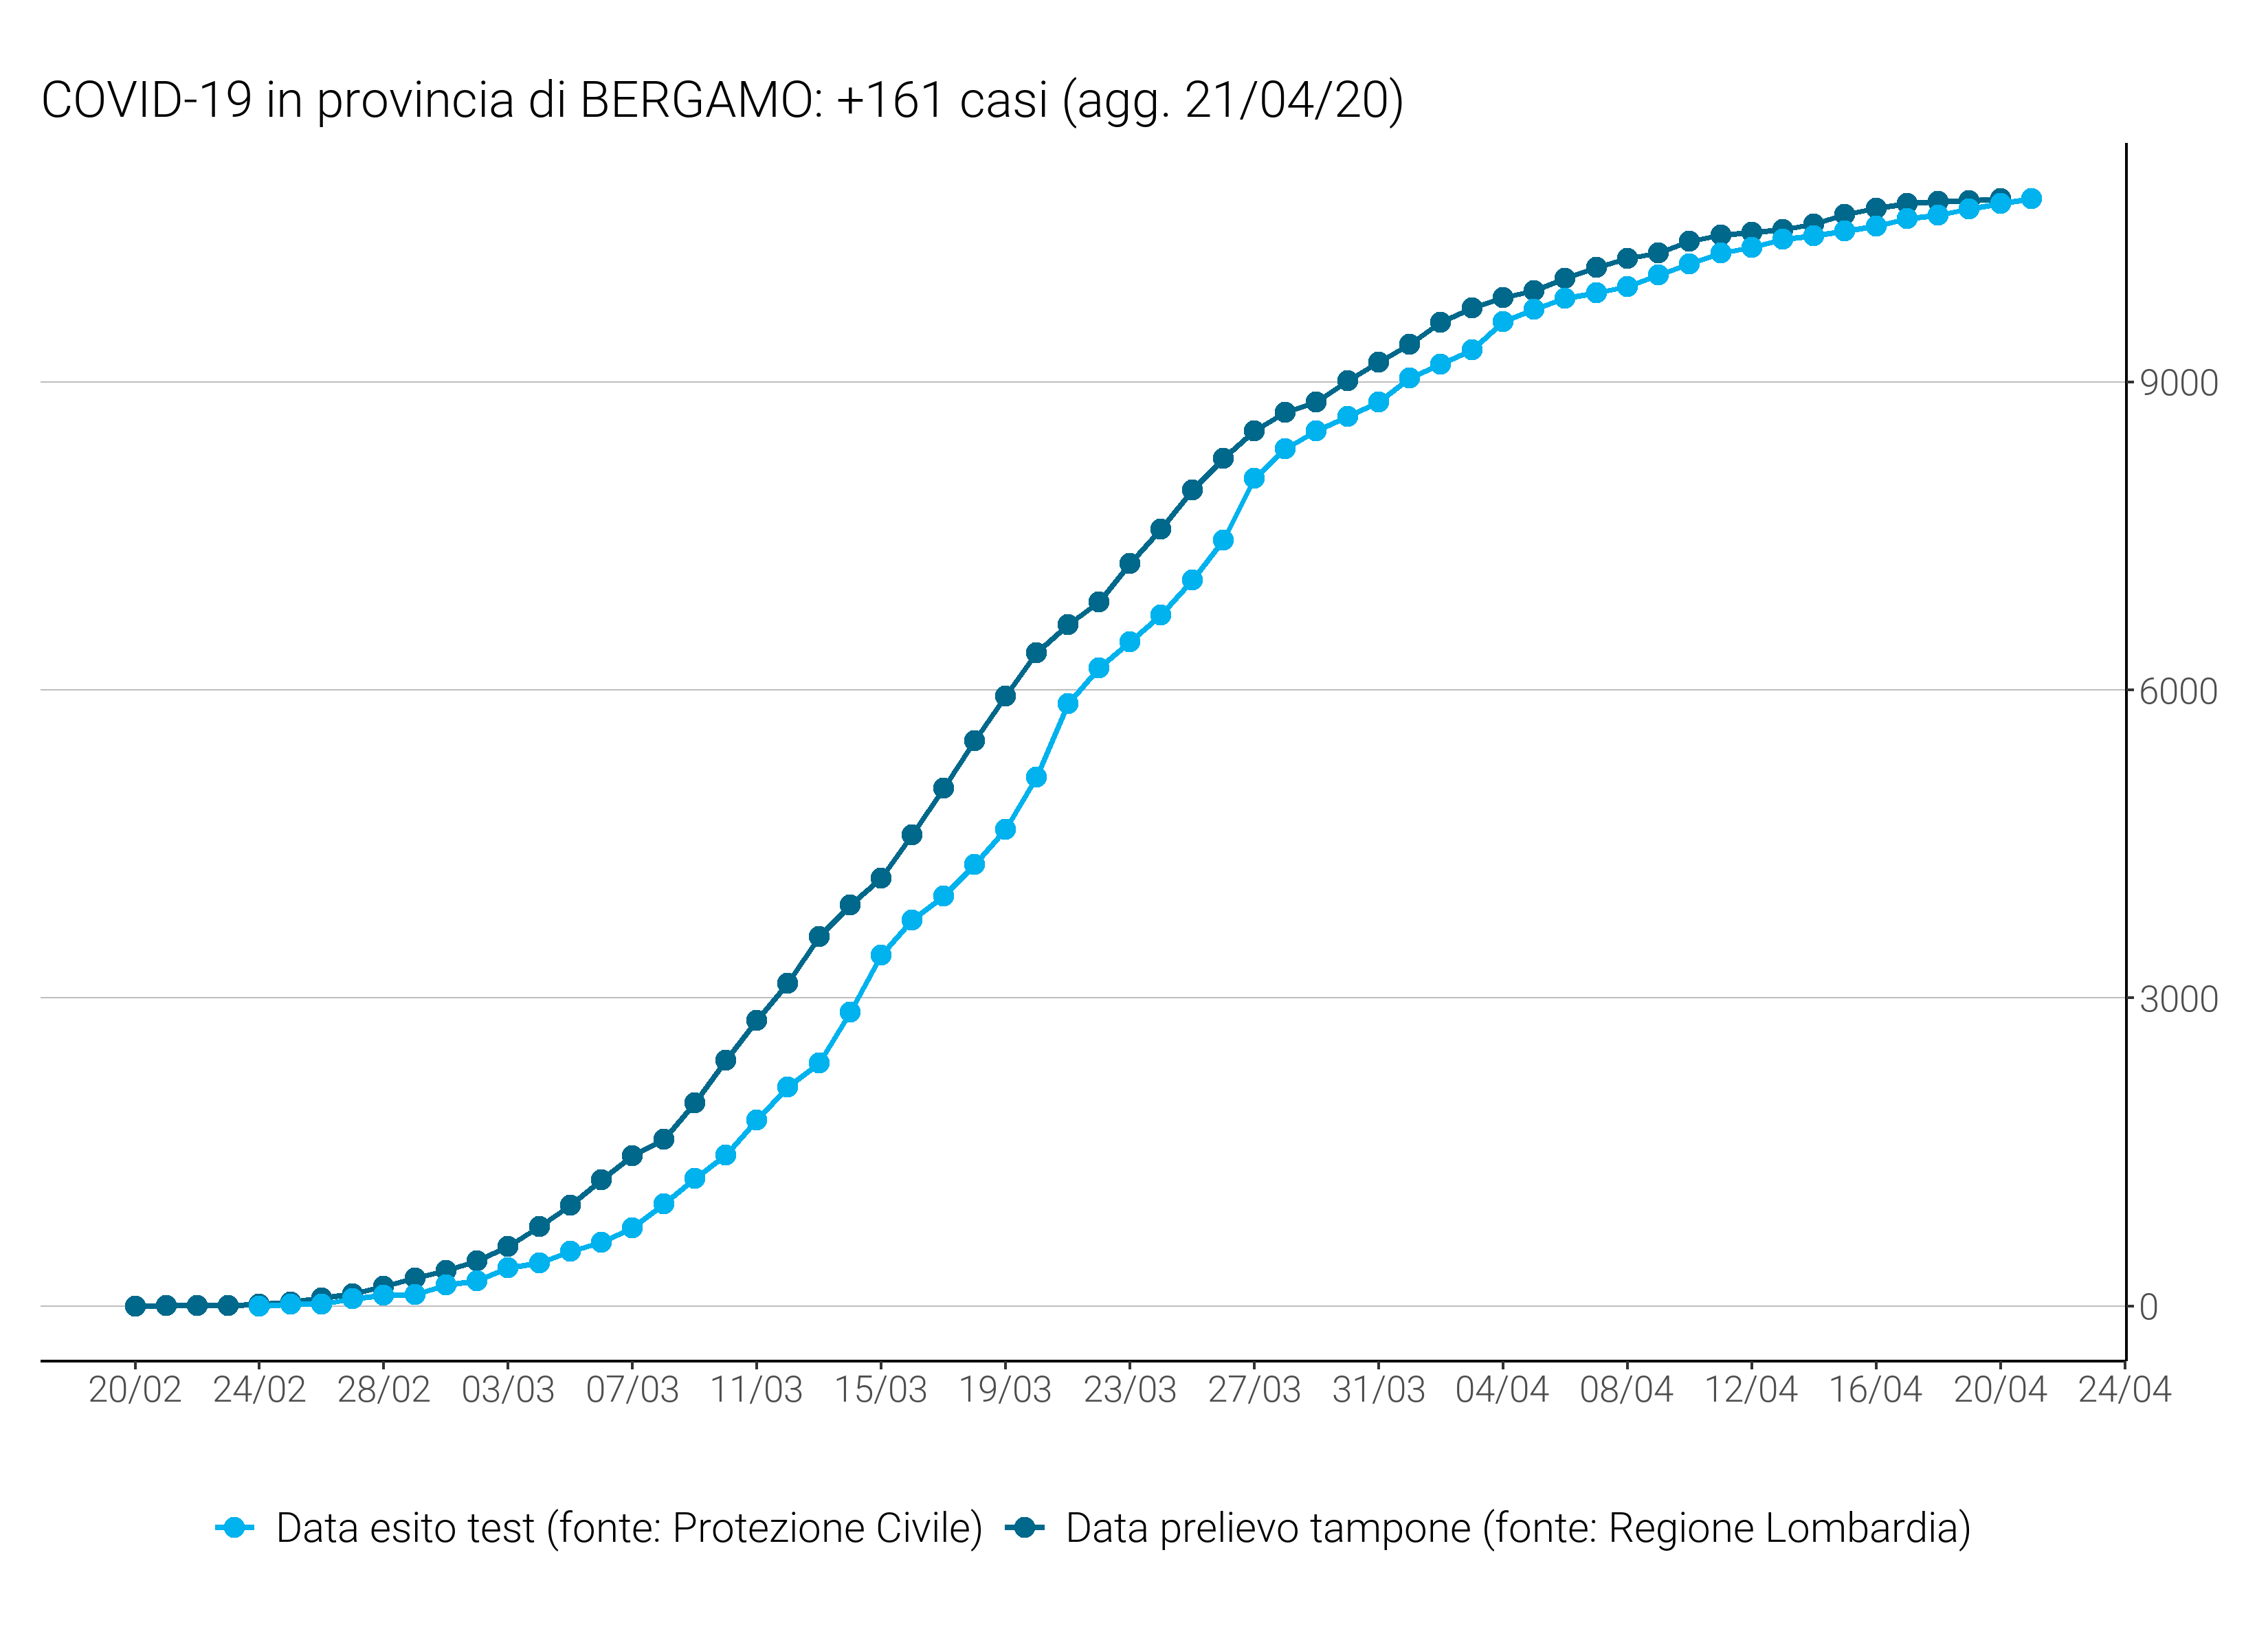 COVID-19 in provincia di BERGAMO: +161 casi (agg. 21/04/20)
9000
6000
3000
0
20/02 24/02 28/02 03/03 07/03 11/03 15/03 19/03 23/03 27/03 31/03 04/04 08/04 12/04 16/04 20/04 24/04
Data esito test (fonte: Protezione Civile) Data prelievo tampone (fonte: Regione Lombardia)